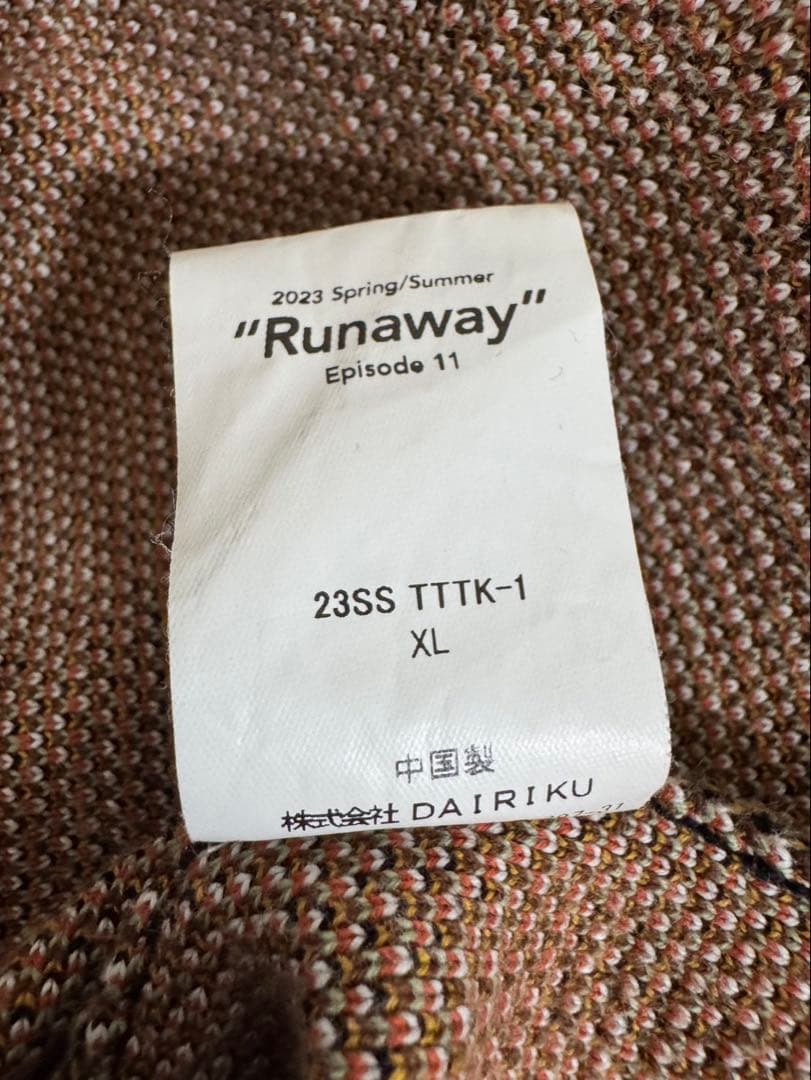 2023 Spring/Summer
"Runaway"
Episode 11
23SS TTTK-1
XL
中国製
株式会社 DAIRIKU